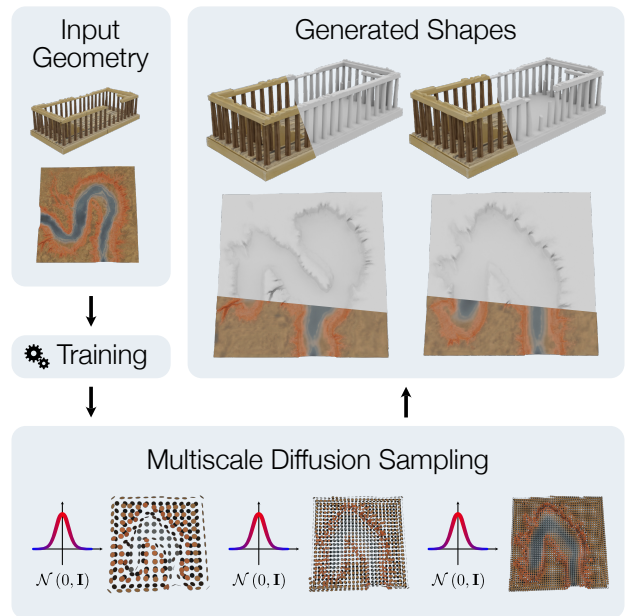 Input
Geometry
Generated Shapes
Training
Multiscale Diffusion Sampling
𝒩 (0, I)
𝒩 (0, I)
𝒩 (0, I)